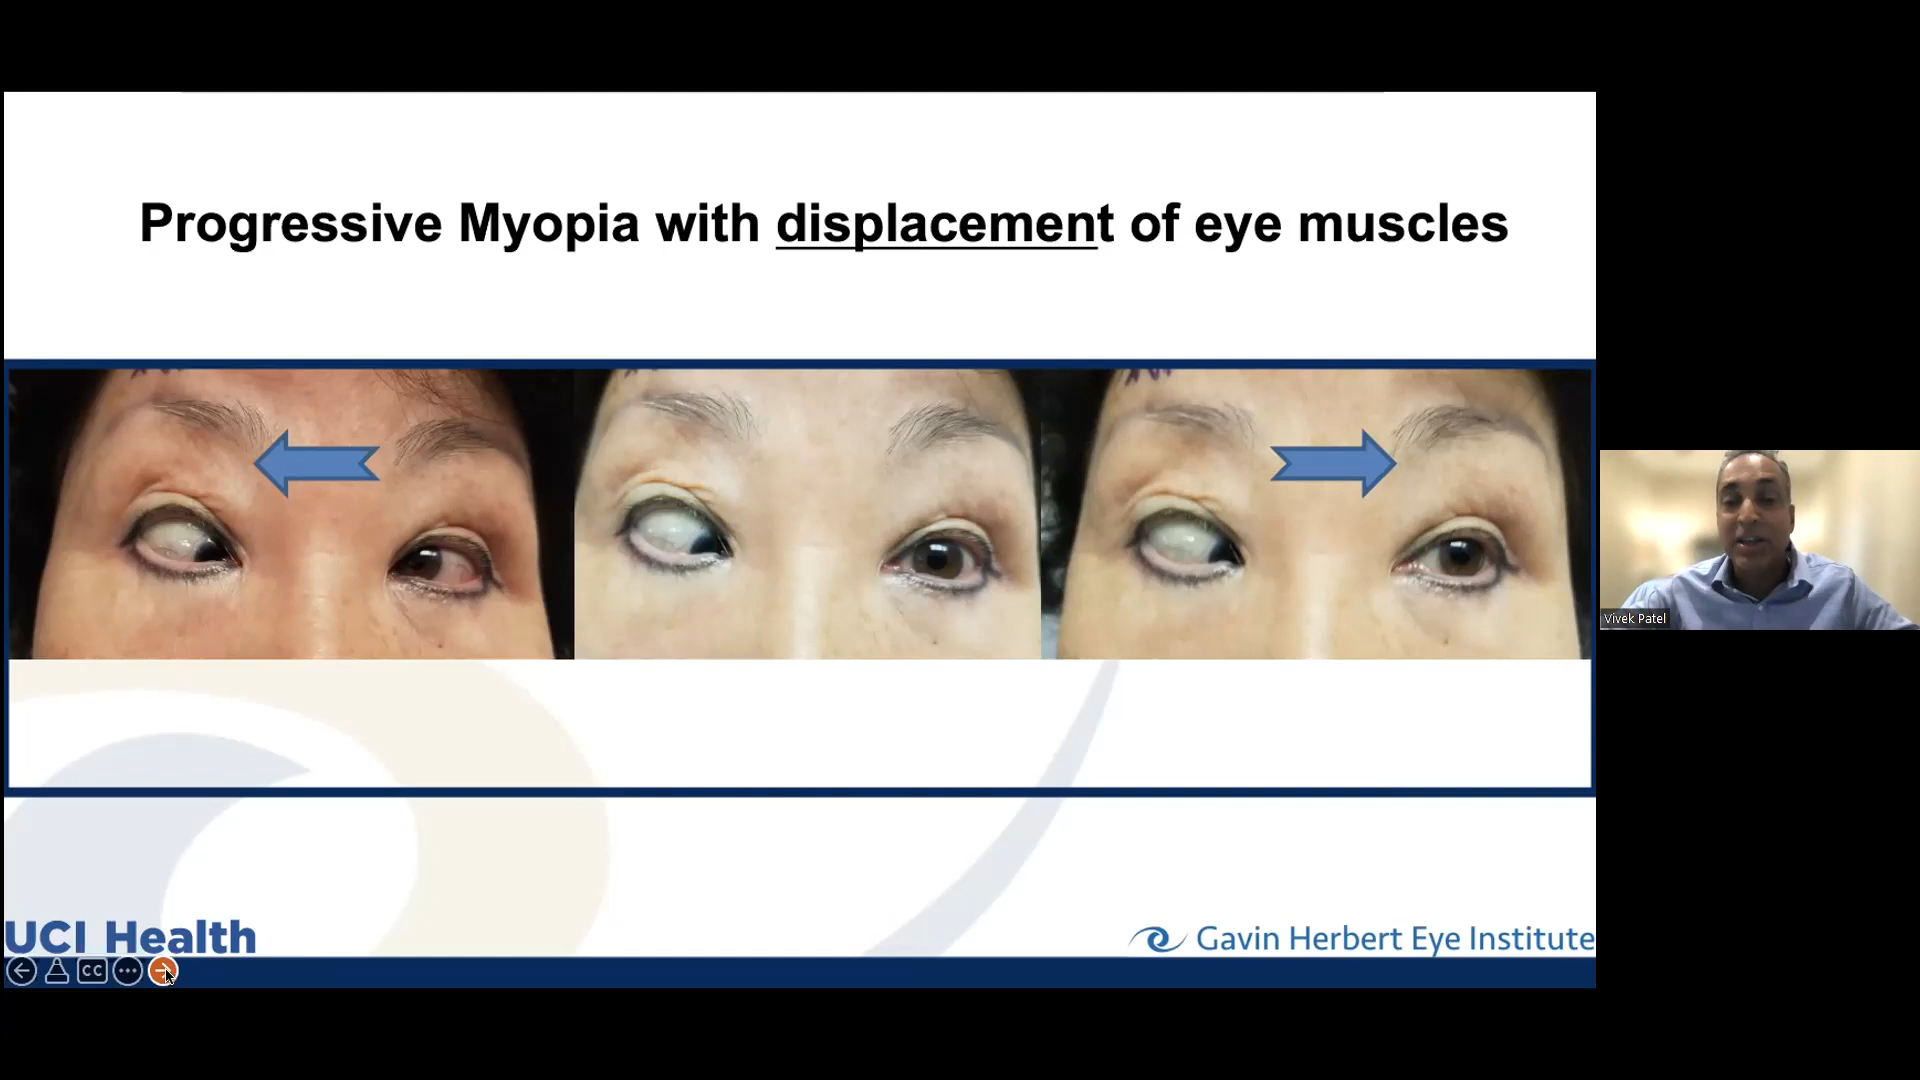 Progressive Myopia with displacement of eye muscles
Vivek Patel
UCI Health
Gavin Herbert Eye Institute
CC